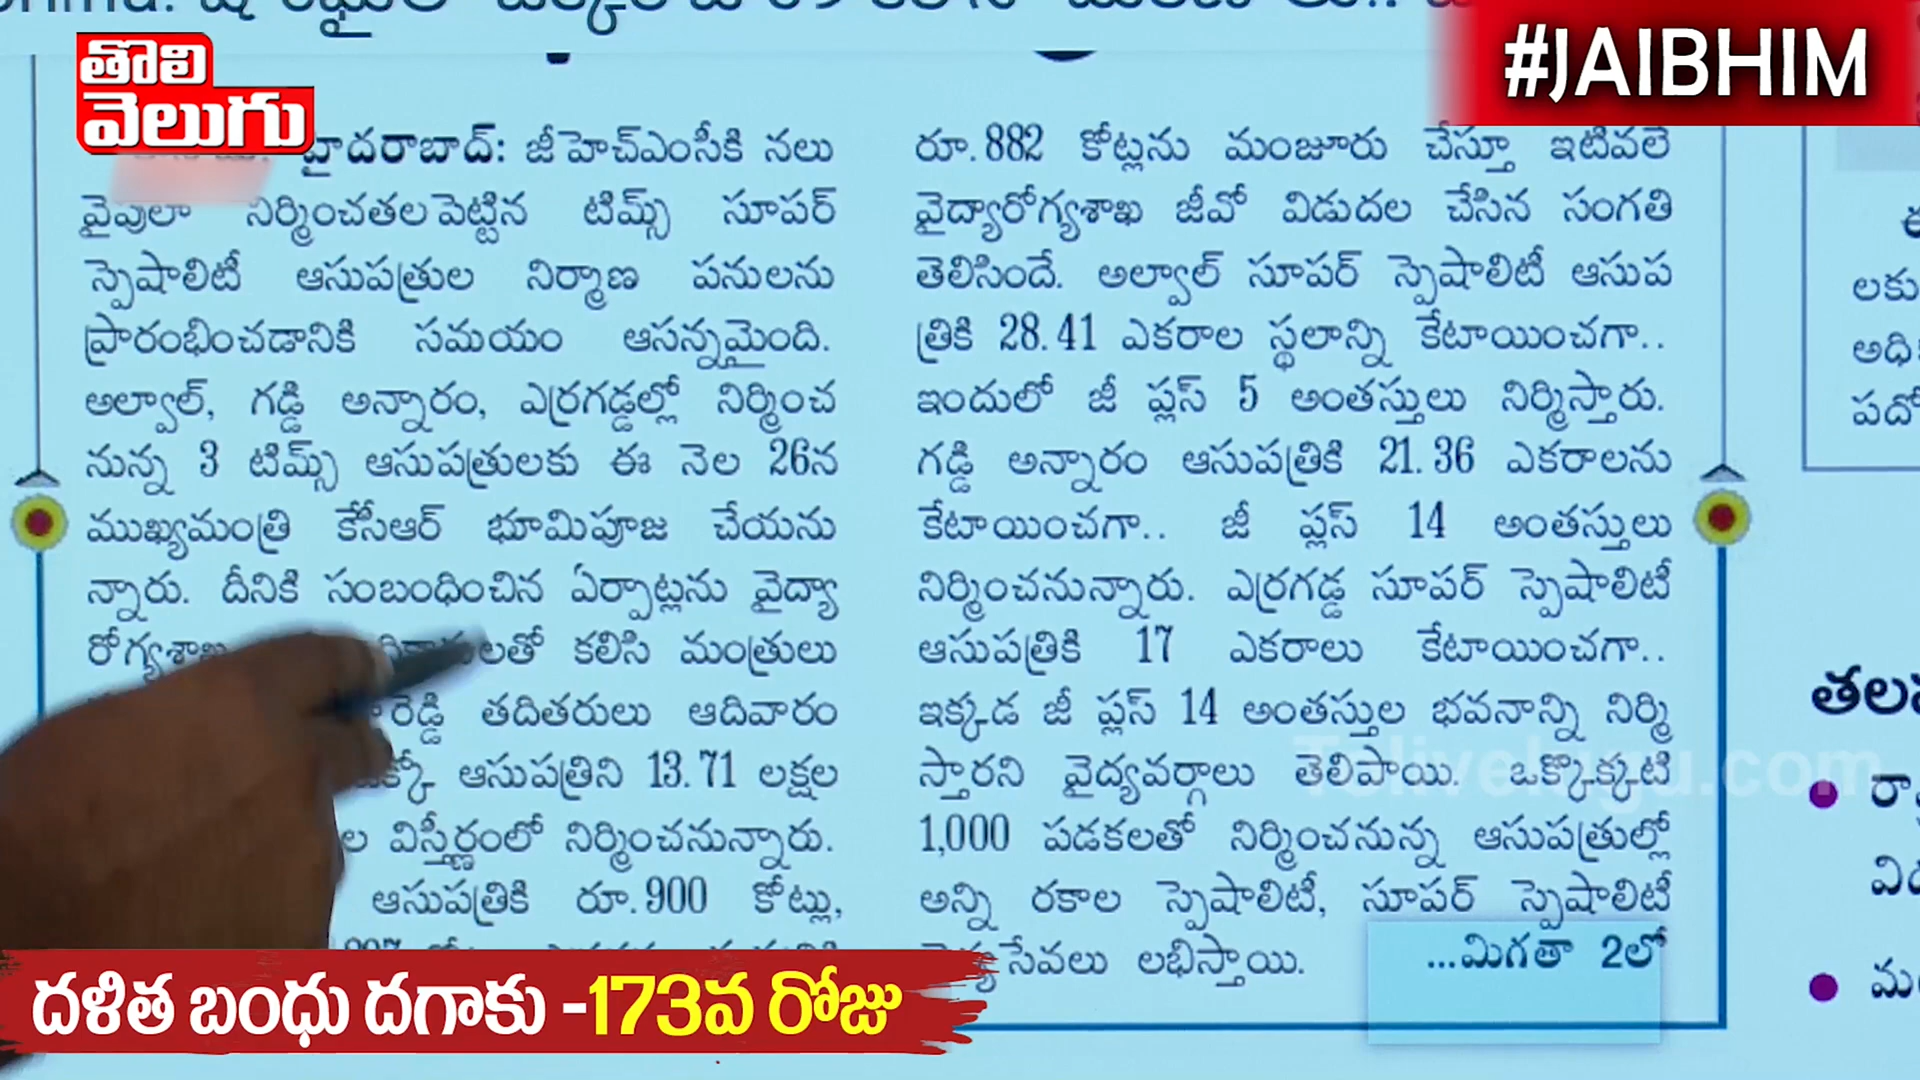 తొలి
వెలుగు
#JAIBHIM
హైదరాబాద్: జీహెచ్ఎంసీకి నలు
వైపులా నిర్మించతలపెట్టిన టిమ్స్ సూపర్
స్పెషాలిటీ ఆసుపత్రుల నిర్మాణ పనులను
ప్రారంభించడానికి సమయం ఆసన్నమైంది.
అల్వాల్, గడ్డి అన్నారం, ఎర్రగడ్డల్లో నిర్మించ
నున్న 3 టిమ్స్ ఆసుపత్రులకు ఈ నెల 26న
ముఖ్యమంత్రి కేసీఆర్ భూమిపూజ చేయను
న్నారు. దీనికి సంబంధించిన ఏర్పాట్లను వైద్యా
రోగ్యశాఖ కలిసి మంత్రులు
తదితరులు ఆదివారం
ఆసుపత్రిని 13.71 లక్షల
ల విస్తీర్ణంలో నిర్మించనున్నారు.
ఆసుపత్రికి రూ.900 కోట్లు,
రూ.882 కోట్లను మంజూరు చేస్తూ ఇటీవలే
వైద్యారోగ్యశాఖ జీవో విడుదల చేసిన సంగతి
తెలిసిందే. అల్వాల్ సూపర్ స్పెషాలిటీ ఆసుప
త్రికి 28.41 ఎకరాల స్థలాన్ని కేటాయించగా..
ఇందులో జీ ప్లస్ 5 అంతస్తులు నిర్మిస్తారు.
గడ్డి అన్నారం ఆసుపత్రికి 21.36 ఎకరాలను
కేటాయించగా.. జీ ప్లస్ 14 అంతస్తులు
నిర్మించనున్నారు. ఎర్రగడ్డ సూపర్ స్పెషాలిటీ
ఆసుపత్రికి 17 ఎకరాలు కేటాయించగా..
ఇక్కడ జీ ప్లస్ 14 అంతస్తుల భవనాన్ని నిర్మి
స్తారని వైద్యవర్గాలు తెలిపాయి. ఒక్కొక్కటి
1,000 పడకలతో నిర్మించనున్న ఆసుపత్రుల్లో
అన్ని రకాల స్పెషాలిటీ, సూపర్ స్పెషాలిటీ
సేవలు లభిస్తాయి.
...మిగతా 2లో
Tolivelugu.com
దళిత బంధు దగాకు -173వ రోజు